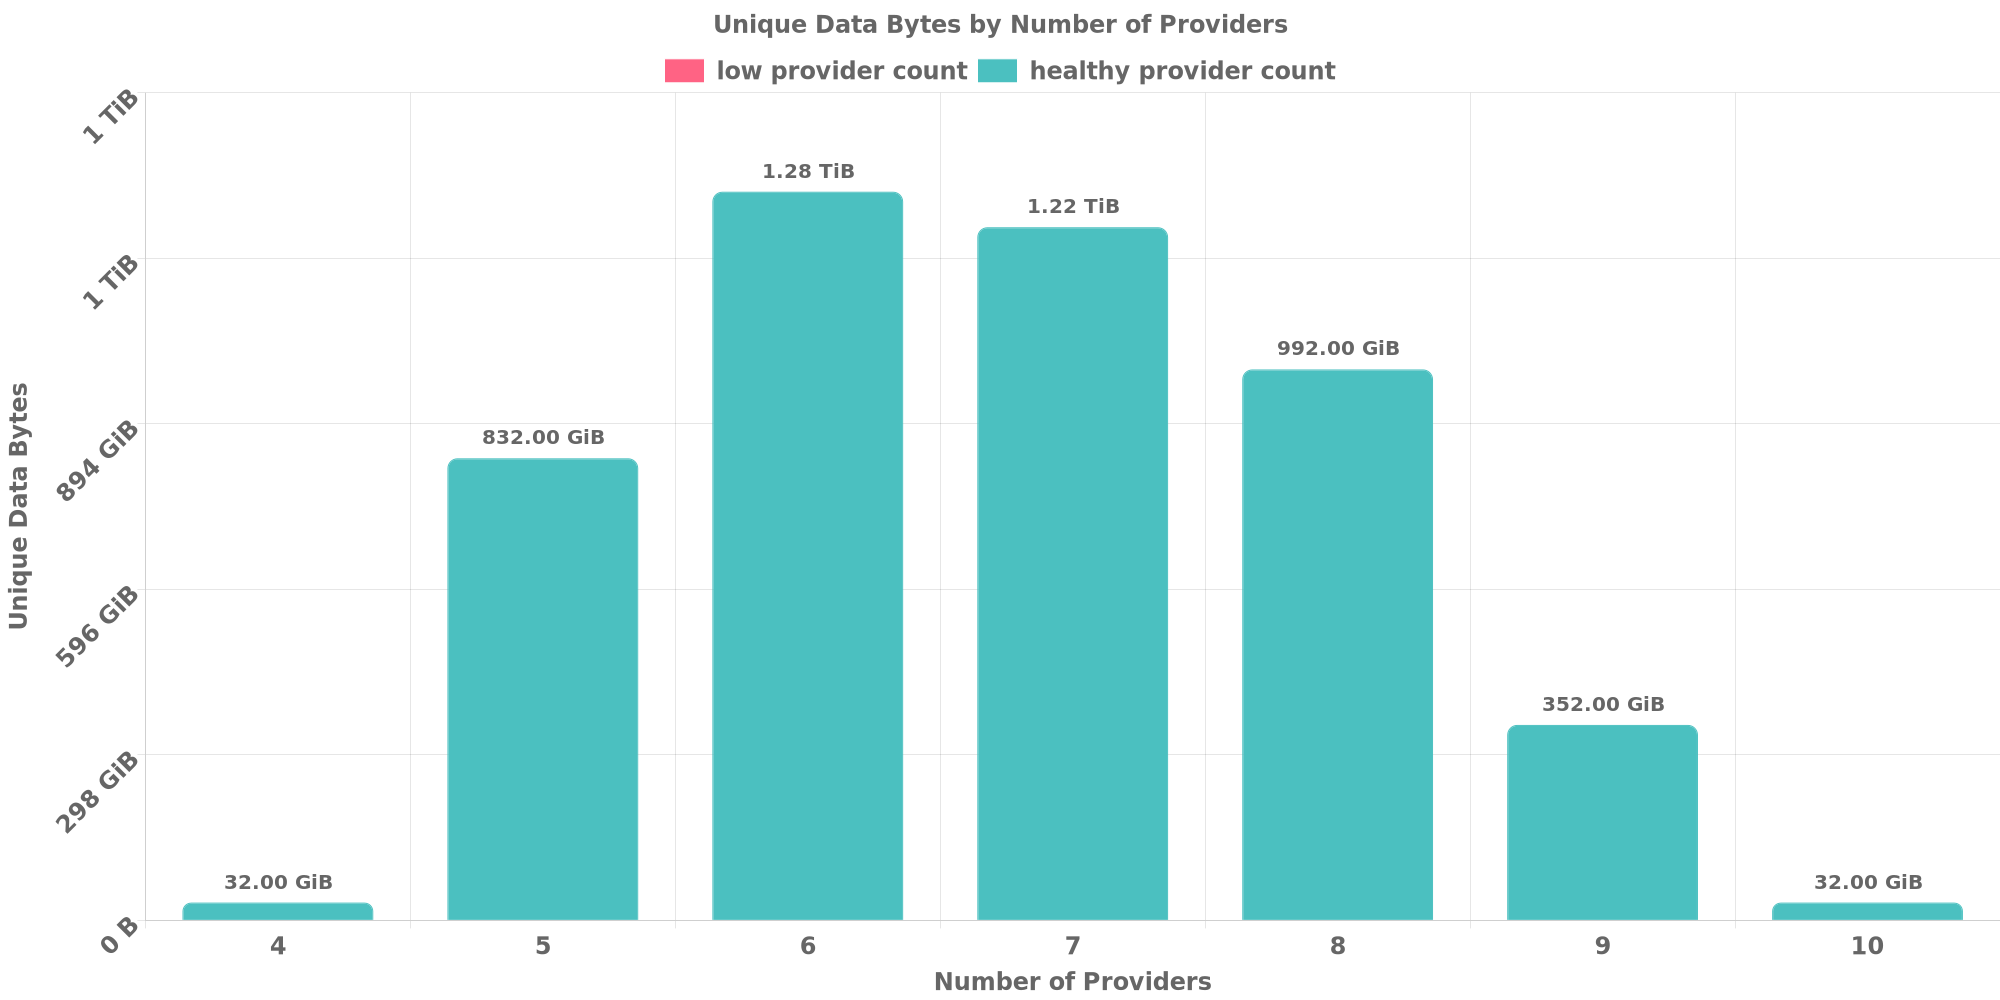 Unique Data Bytes by Number of Providers
low provider count
healthy provider count
Unique Data Bytes
1 TiB
1 TiB
894 GiB
596 GiB
298 GiB
0 B
32.00 GiB
832.00 GiB
1.28 TiB
1.22 TiB
992.00 GiB
352.00 GiB
32.00 GiB
4 5 6 7 8 9 10
Number of Providers